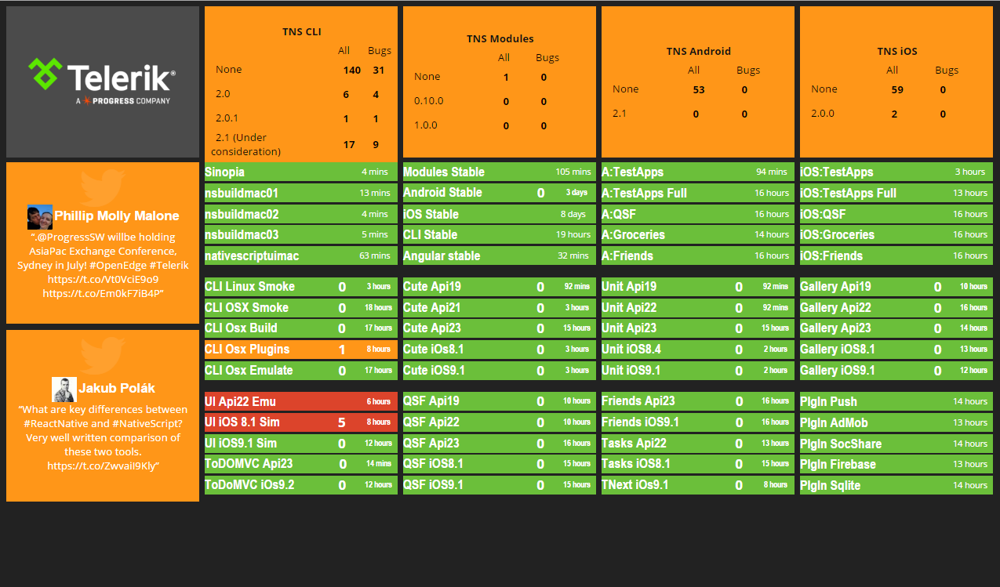 Telerik®
A PROGRESS COMPANY
Phillip Molly Malone
“.@ProgressSW willbe holding
AsiaPac Exchange Conference,
Sydney in July! #OpenEdge #Telerik
https://t.co/Vt0VciE9o9
https://t.co/Em0kF7iB4P”
Jakub Polák
“What are key differences between
#ReactNative and #NativeScript?
Very well written comparison of
these two tools.
https://t.co/ZwvaiI9Kly”
TNS CLI
All Bugs
None 140 31
2.0 6 4
2.0.1 1 1
2.1 (Under
consideration) 17 9
TNS Modules
All Bugs
None 1 0
0.10.0 0 0
1.0.0 0 0
TNS Android
All Bugs
None 53 0
2.1 0 0
TNS iOS
All Bugs
None 59 0
2.0.0 2 0
Sinopia 4 mins
nsbuildmac01 13 mins
nsbuildmac02 4 mins
nsbuildmac03 5 mins
nativescriptuimac 63 mins
Modules Stable 105 mins
Android Stable 0 3 days
iOS Stable 8 days
CLI Stable 19 hours
Angular stable 32 mins
A:TestApps 94 mins
A:TestApps Full 16 hours
A:QSF 16 hours
A:Groceries 14 hours
A:Friends 16 hours
iOS:TestApps 3 hours
iOS:TestApps Full 13 hours
iOS:QSF 16 hours
iOS:Groceries 16 hours
iOS:Friends 16 hours
CLI Linux Smoke 0 3 hours
CLI OSX Smoke 0 18 hours
CLI Osx Build 0 17 hours
CLI Osx Plugins 1 8 hours
CLI Osx Emulate 0 17 hours
Cute Api19 0 92 mins
Cute Api21 0 3 hours
Cute Api23 0 15 hours
Cute iOs8.1 0 3 hours
Cute iOS9.1 0 3 hours
Unit Api19 0 92 mins
Unit Api22 0 92 mins
Unit Api23 0 15 hours
Unit iOS8.4 0 2 hours
Unit iOS9.1 0 2 hours
Gallery Api19 0 10 hours
Gallery Api22 0 16 hours
Gallery Api23 0 14 hours
Gallery iOS8.1 0 13 hours
Gallery iOS9.1 0 12 hours
UI Api22 Emu 6 hours
UI iOS 8.1 Sim 5 8 hours
UI iOS9.1 Sim 0 12 hours
ToDOMVC Api23 0 14 mins
ToDoMVC iOs9.2 0 12 hours
QSF Api19 0 10 hours
QSF Api22 0 10 hours
QSF Api23 0 16 hours
QSF iOS8.1 0 15 hours
QSF iOS9.1 0 15 hours
Friends Api23 0 16 hours
Friends iOS9.1 0 16 hours
Tasks Api22 0 13 hours
Tasks iOS8.1 0 15 hours
TNext iOs9.1 0 8 hours
PlgIn Push 14 hours
PlgIn AdMob 13 hours
PlgIn SocShare 14 hours
PlgIn Firebase 13 hours
PlgIn Sqlite 14 hours